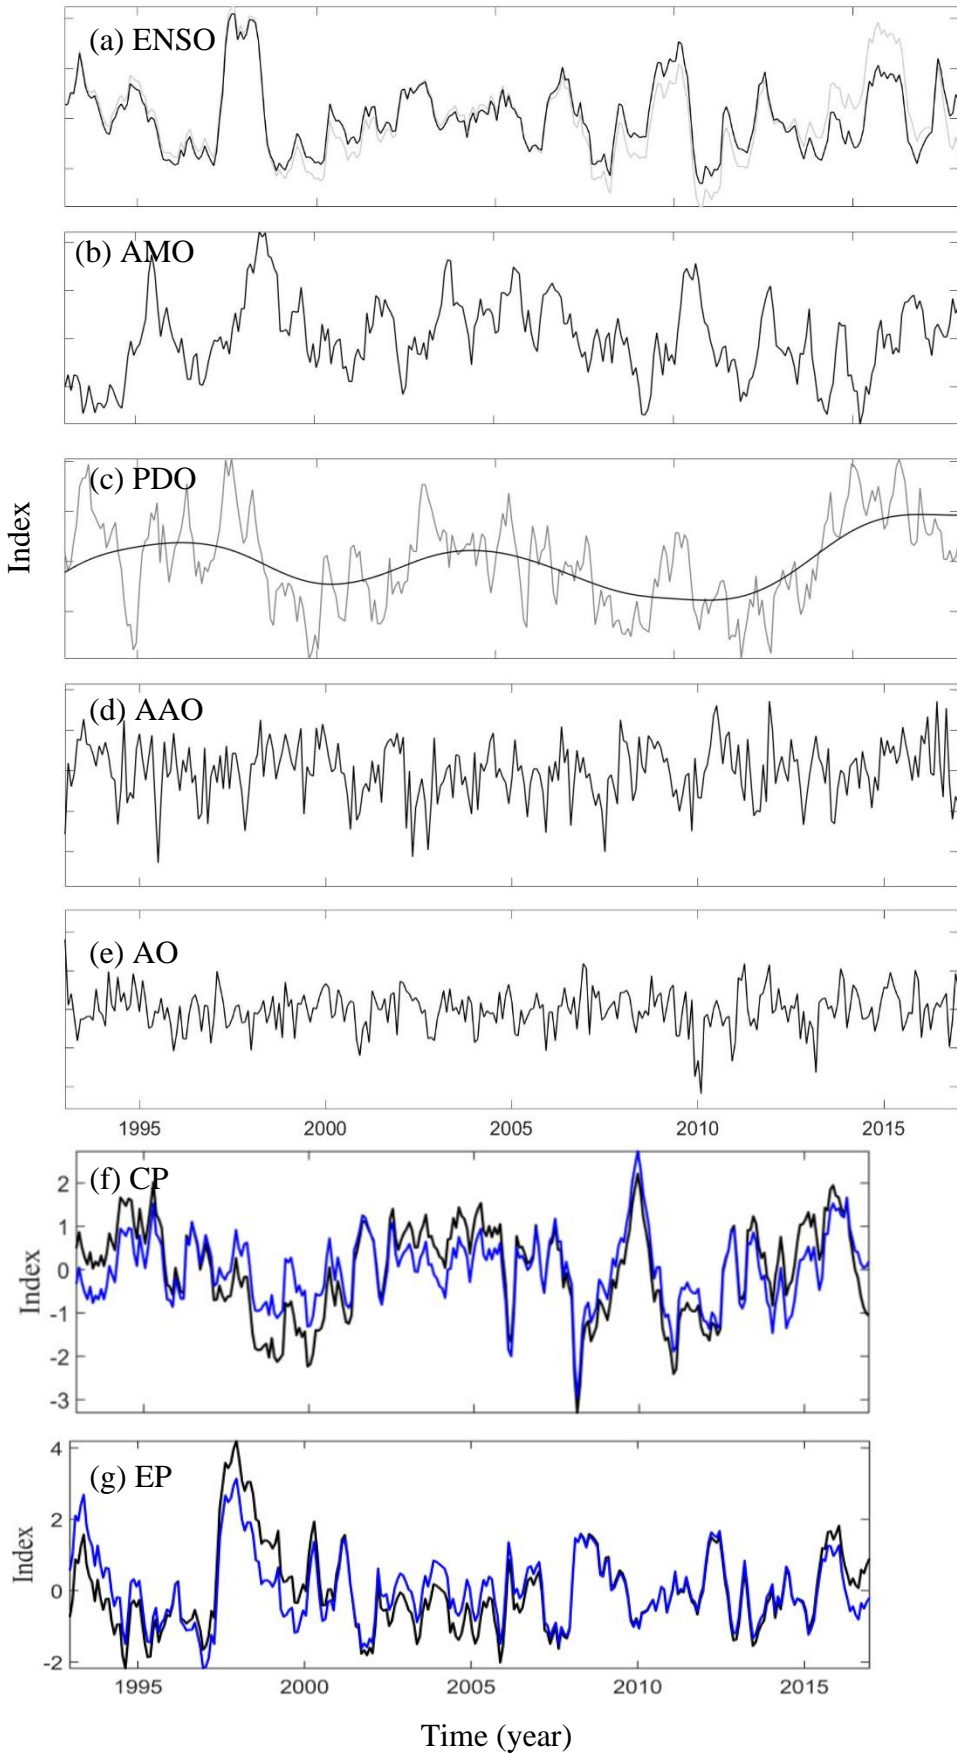 (a) ENSO
(b) AMO
(c) PDO
Index
(d) AAO
(e) AO
1995 2000 2005 2010 2015
(f) CP
2
1
0
-1
-2
-3
Index
(g) EP
4
2
0
-2
Index
1995 2000 2005 2010 2015
Time (year)